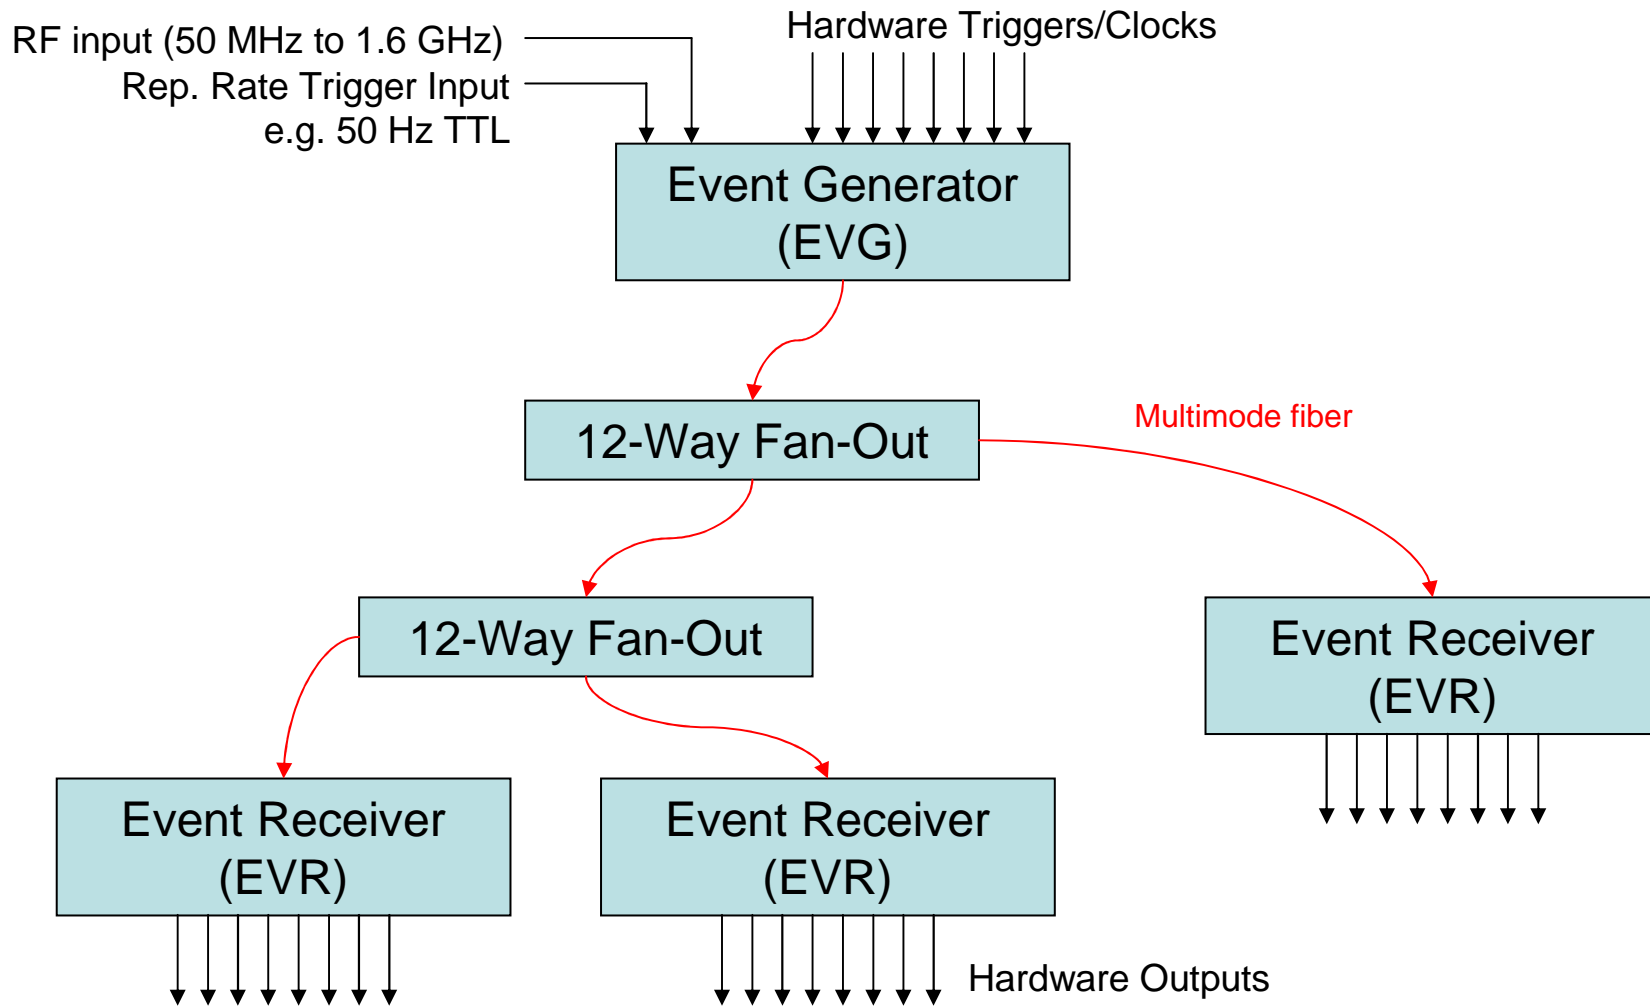 RF input (50 MHz to 1.6 GHz)
Rep. Rate Trigger Input
e.g. 50 Hz TTL
Hardware Triggers/Clocks
Event Generator
(EVG)
12-Way Fan-Out
Multimode fiber
12-Way Fan-Out
Event Receiver
(EVR)
Event Receiver
(EVR)
Event Receiver
(EVR)
Hardware Outputs